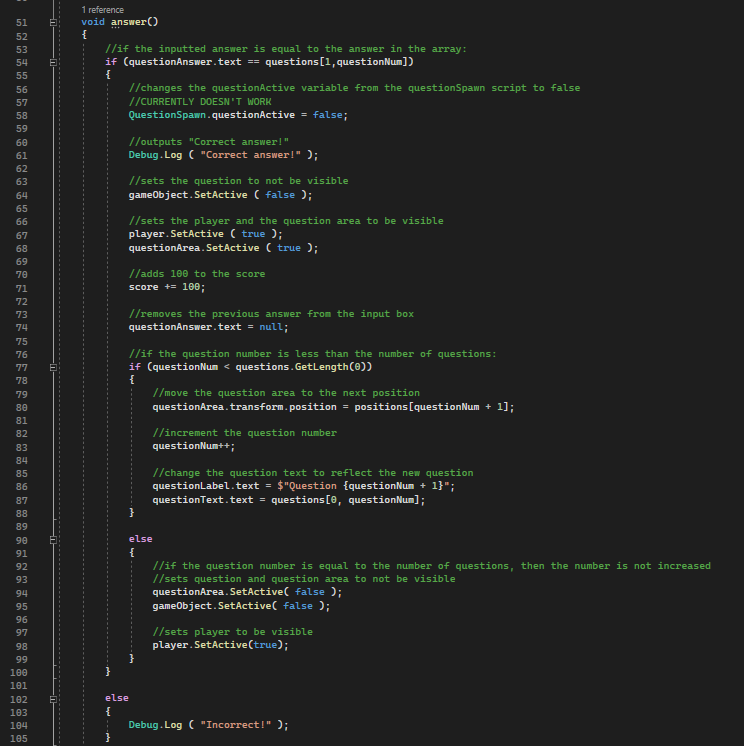 1 reference
51 void answer()
52 {
53 //if the inputted answer is equal to the answer in the array:
54 if (questionAnswer.text == questions[1,questionNum])
55 {
56 //changes the questionActive variable from the questionSpawn script to false
57 //CURRENTLY DOESN'T WORK
58 QuestionSpawn.questionActive = false;
59
60 //outputs "Correct answer!"
61 Debug.Log ( "Correct answer!" );
62
63 //sets the question to not be visible
64 gameObject.SetActive ( false );
65
66 //sets the player and the question area to be visible
67 player.SetActive ( true );
68 questionArea.SetActive ( true );
69
70 //adds 100 to the score
71 score += 100;
72
73 //removes the previous answer from the input box
74 questionAnswer.text = null;
75
76 //if the question number is less than the number of questions:
77 if (questionNum < questions.GetLength(0))
78 {
79 //move the question area to the next position
80 questionArea.transform.position = positions[questionNum + 1];
81
82 //increment the question number
83 questionNum++;
84
85 //change the question text to reflect the new question
86 questionLabel.text = $"Question {questionNum + 1}";
87 questionText.text = questions[0, questionNum];
88 }
89
90 else
91 {
92 //if the question number is equal to the number of questions, then the number is not increased
93 //sets question and question area to not be visible
94 questionArea.SetActive( false );
95 gameObject.SetActive( false );
96
97 //sets player to be visible
98 player.SetActive(true);
99 }
100 }
101
102 else
103 {
104 Debug.Log ( "Incorrect!" );
105 }